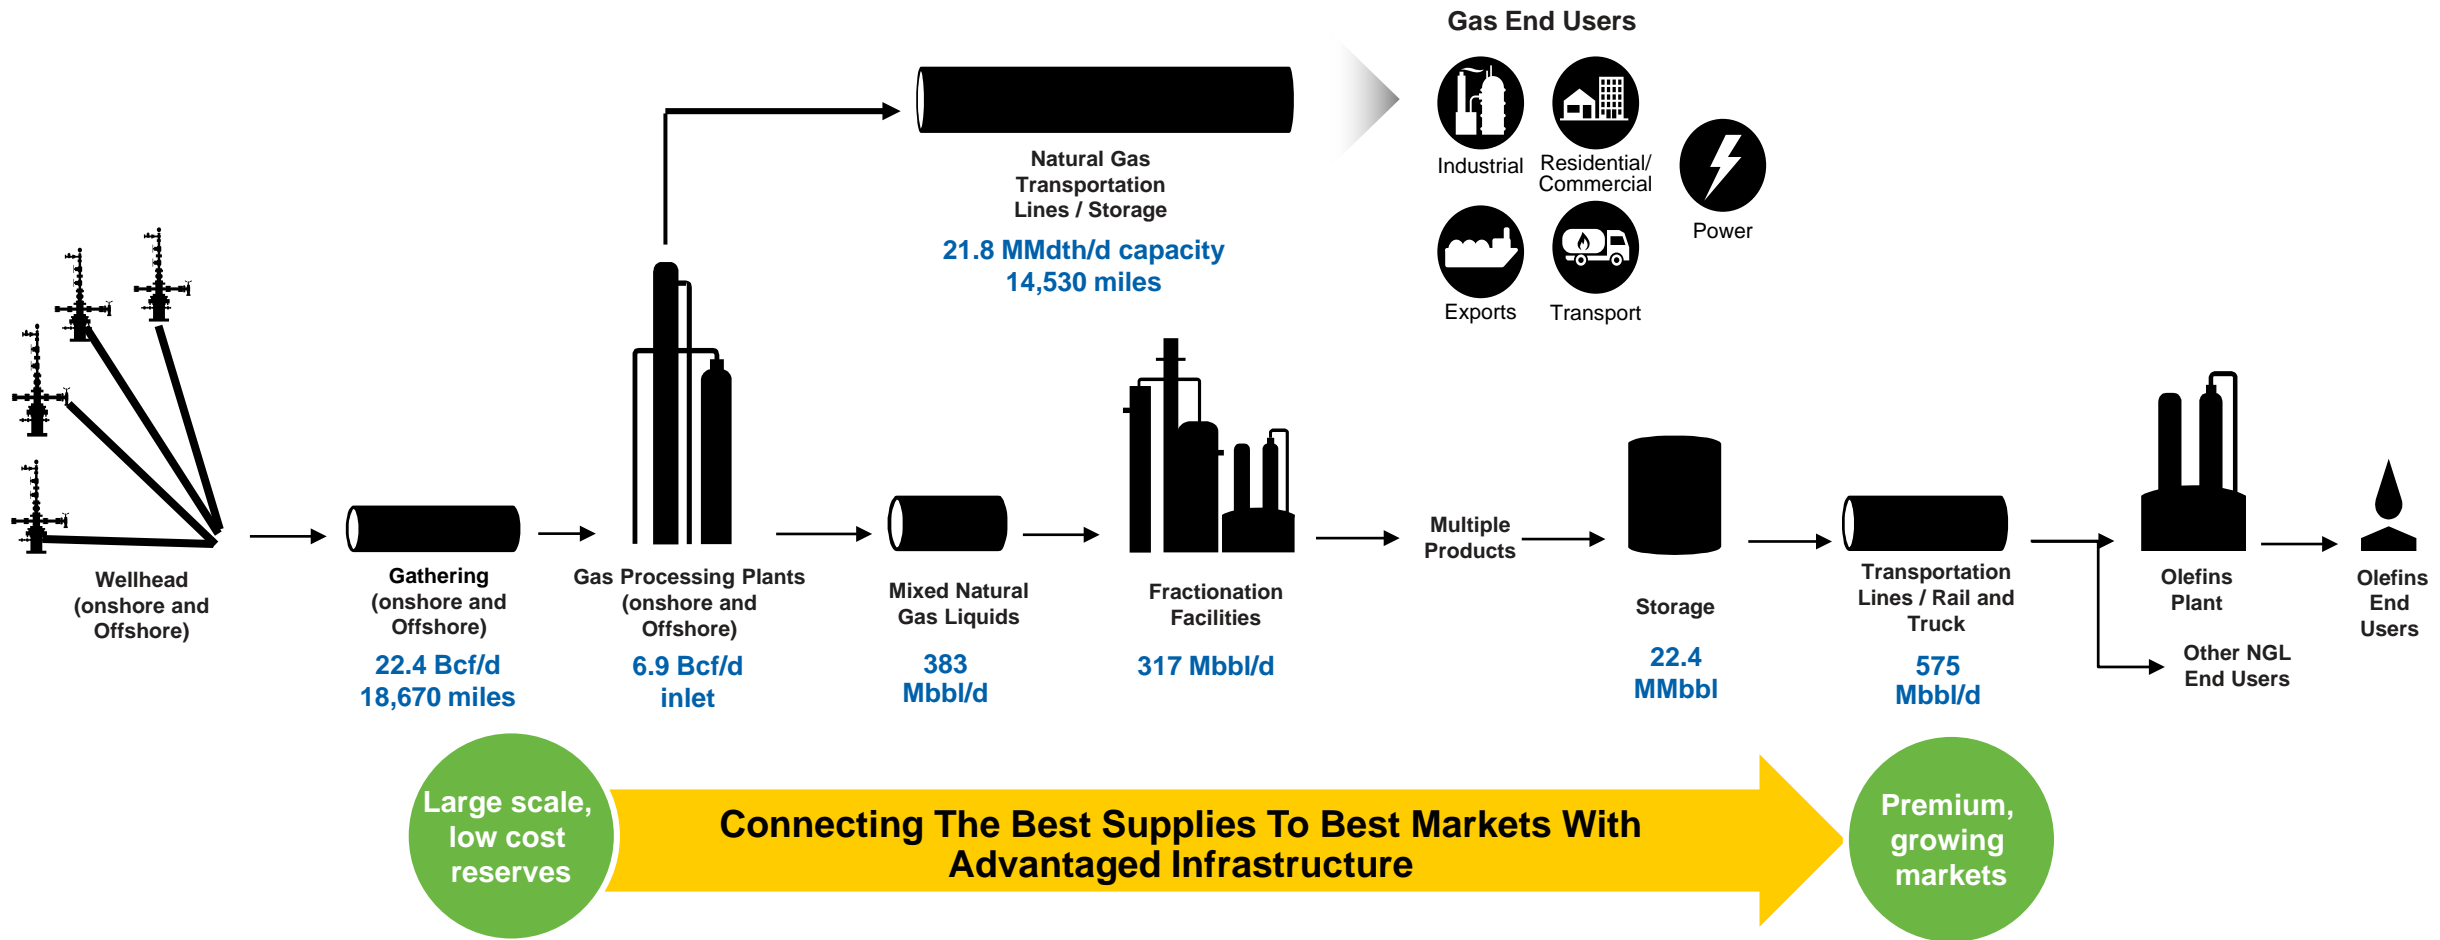 Gas End Users
Industrial
Residential/
Commercial
Power
Exports
Transport
Natural Gas
Transportation
Lines / Storage
21.8 MMdth/d capacity
14,530 miles
Wellhead
(onshore and
Offshore)
Gathering
(onshore and
Offshore)
22.4 Bcf/d
18,670 miles
Gas Processing Plants
(onshore and
Offshore)
6.9 Bcf/d
inlet
Mixed Natural
Gas Liquids
383
Mbbl/d
Fractionation
Facilities
317 Mbbl/d
Multiple
Products
Storage
22.4
MMbbl
Transportation
Lines / Rail and
Truck
575
Mbbl/d
Olefins
Plant
Other NGL
End Users
Olefins
End
Users
Large scale,
low cost
reserves
Connecting The Best Supplies To Best Markets With
Advantaged Infrastructure
Premium,
growing
markets